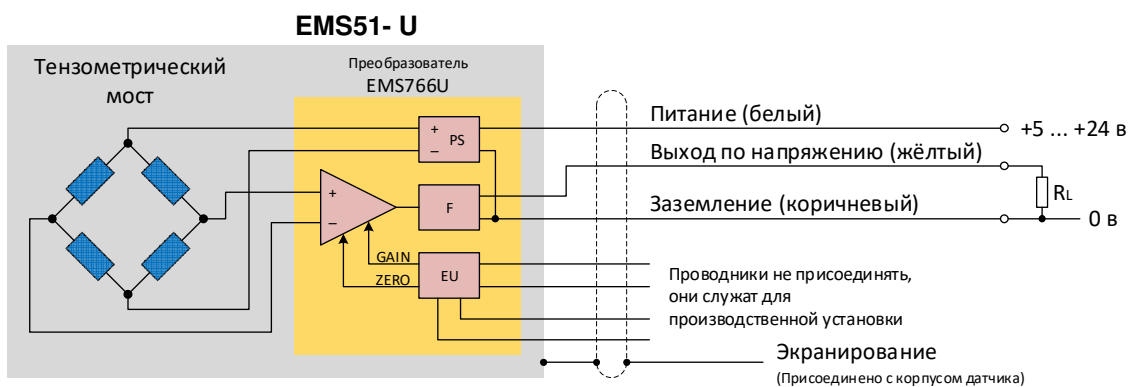 EMS51- U
Тензометрический
мост
Преобразователь
EMS766U
+
−
PS
+
−
F
GAIN
ZERO
EU
Питание (белый)
+5 ... +24 в
Выход по напряжению (жёлтый)
RL
Заземление (коричневый)
0 в
Проводники не присоединять,
они служат для
производственной установки
Экранирование
(Присоединено с корпусом датчика)